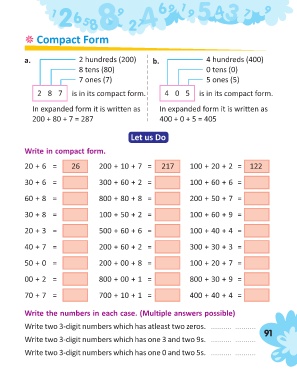 Compact Form
a. 2 hundreds (200)
8 tens (80)
7 ones (7)
2 8 7 is in its compact form.
In expanded form it is written as
200 + 80 + 7 = 287
b. 4 hundreds (400)
0 tens (0)
5 ones (5)
4 0 5 is in its compact form.
In expanded form it is written as
400 + 0 + 5 = 405
Let us Do
Write in compact form.
20 + 6 = 26 200 + 10 + 7 = 217 100 + 20 + 2 = 122
30 + 6 = 300 + 60 + 2 = 100 + 60 + 6 =
60 + 8 = 800 + 80 + 8 = 200 + 50 + 7 =
30 + 8 = 100 + 50 + 2 = 100 + 60 + 9 =
20 + 3 = 500 + 60 + 6 = 100 + 40 + 4 =
40 + 7 = 200 + 60 + 2 = 300 + 30 + 3 =
50 + 0 = 200 + 00 + 8 = 100 + 20 + 7 =
00 + 2 = 800 + 00 + 1 = 800 + 30 + 9 =
70 + 7 = 700 + 10 + 1 = 400 + 40 + 4 =
Write the numbers in each case. (Multiple answers possible)
Write two 3-digit numbers which has atleast two zeros. .......... ..........
Write two 3-digit numbers which has one 3 and two 9s. .......... ..........
Write two 3-digit numbers which has one 0 and two 5s. .......... ..........
91